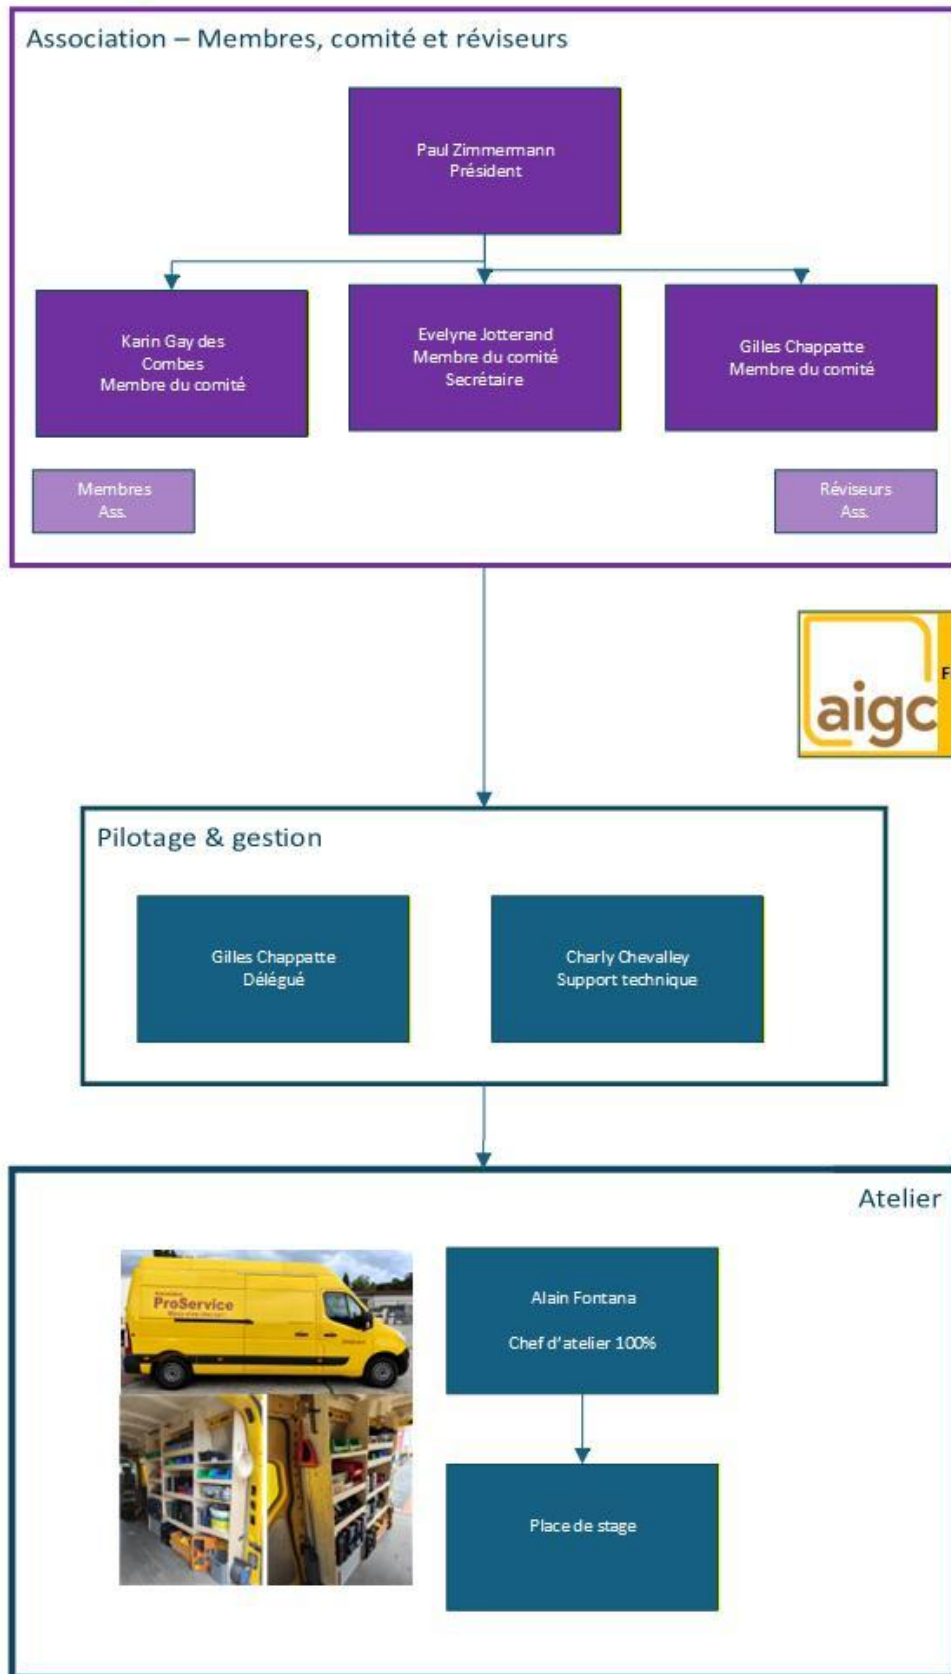 Association – Membres, comité et réviseurs
Paul Zimmermann
Président
Karin Gay des
Combes
Membre du comité
Evelyne Jotterand
Membre du comité
Secrétaire
Gilles Chappatte
Membre du comité
Membres
Ass.
Réviseurs
Ass.
aigc
F
Pilotage & gestion
Gilles Chappatte
Délégué
Charly Chevalley
Support technique
Atelier
ProService
Alain Fontana
Chef d'atelier 100%
Place de stage